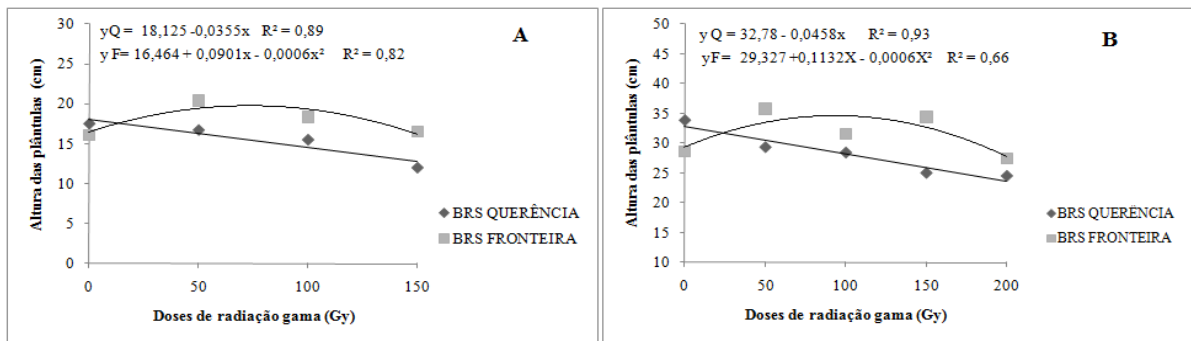 yQ = 18,125 -0,0355x R² = 0,89
y F= 16,464 + 0,0901x - 0,0006x² R² = 0,82
A
Altura das plântulas (cm)
30
25
20
15
10
5
0
0 50 100 150
Doses de radiação gama (Gy)
BRS QUERÊNCIA
BRS FRONTEIRA
y Q = 32,78 - 0,0458x R² = 0,93
yF= 29,327 +0,1132X - 0,0006X² R² = 0,66
B
Altura das plântulas (cm)
50
45
40
35
30
25
20
15
10
0 50 100 150 200
Doses de radiação gama (Gy)
BRS QUERÊNCIA
BRS FRONTEIRA